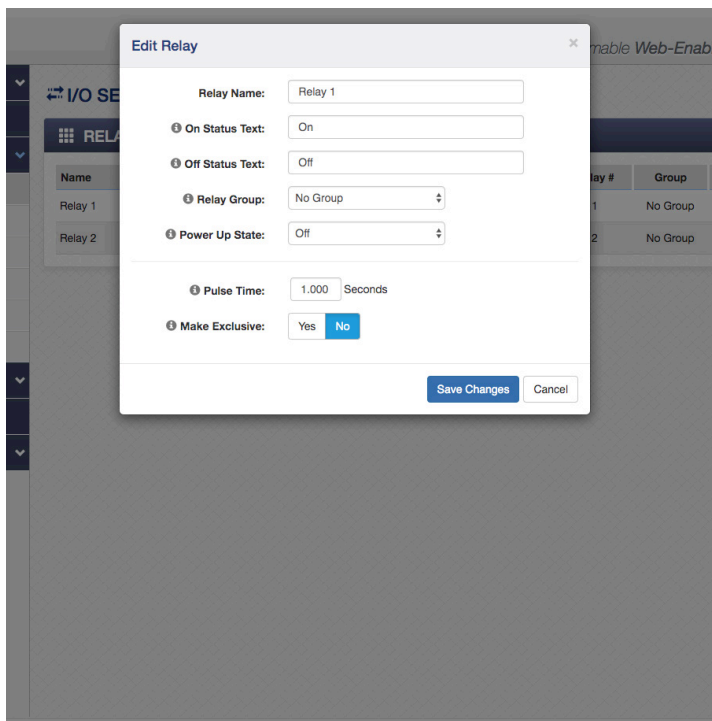 Edit Relay
×
Web-Enab
I/O SE
Relay Name: Relay 1
On Status Text: On
Off Status Text: Off
Relay Group: No Group
Power Up State: Off
Pulse Time: 1.000 Seconds
Make Exclusive: Yes No
Save Changes Cancel
RELA
Name lay # Group
Relay 1 1 No Group
Relay 2 2 No Group